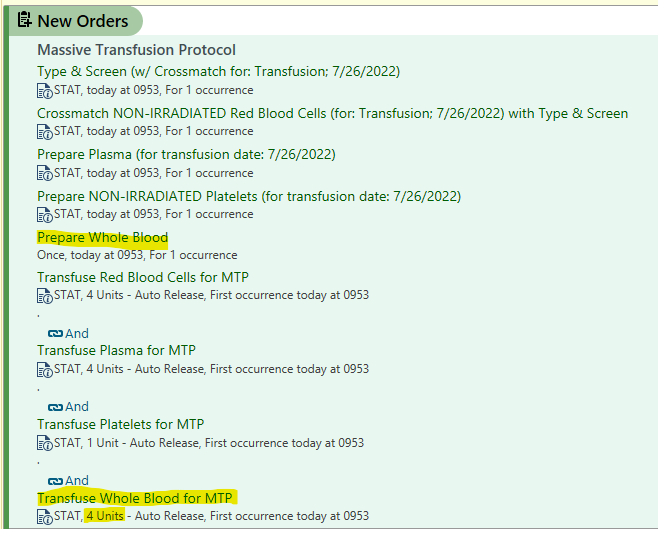 New Orders
Massive Transfusion Protocol
Type & Screen (w/ Crossmatch for: Transfusion; 7/26/2022)
STAT, today at 0953, For 1 occurrence
Crossmatch NON-IRRADIATED Red Blood Cells (for: Transfusion; 7/26/2022) with Type & Screen
STAT, today at 0953, For 1 occurrence
Prepare Plasma (for transfusion date: 7/26/2022)
STAT, today at 0953, For 1 occurrence
Prepare NON-IRRADIATED Platelets (for transfusion date: 7/26/2022)
STAT, today at 0953, For 1 occurrence
Prepare Whole Blood
Once, today at 0953, For 1 occurrence
Transfuse Red Blood Cells for MTP
STAT, 4 Units - Auto Release, First occurrence today at 0953
.
And
Transfuse Plasma for MTP
STAT, 4 Units - Auto Release, First occurrence today at 0953
.
And
Transfuse Platelets for MTP
STAT, 1 Unit - Auto Release, First occurrence today at 0953
.
And
Transfuse Whole Blood for MTP
STAT, 4 Units - Auto Release, First occurrence today at 0953